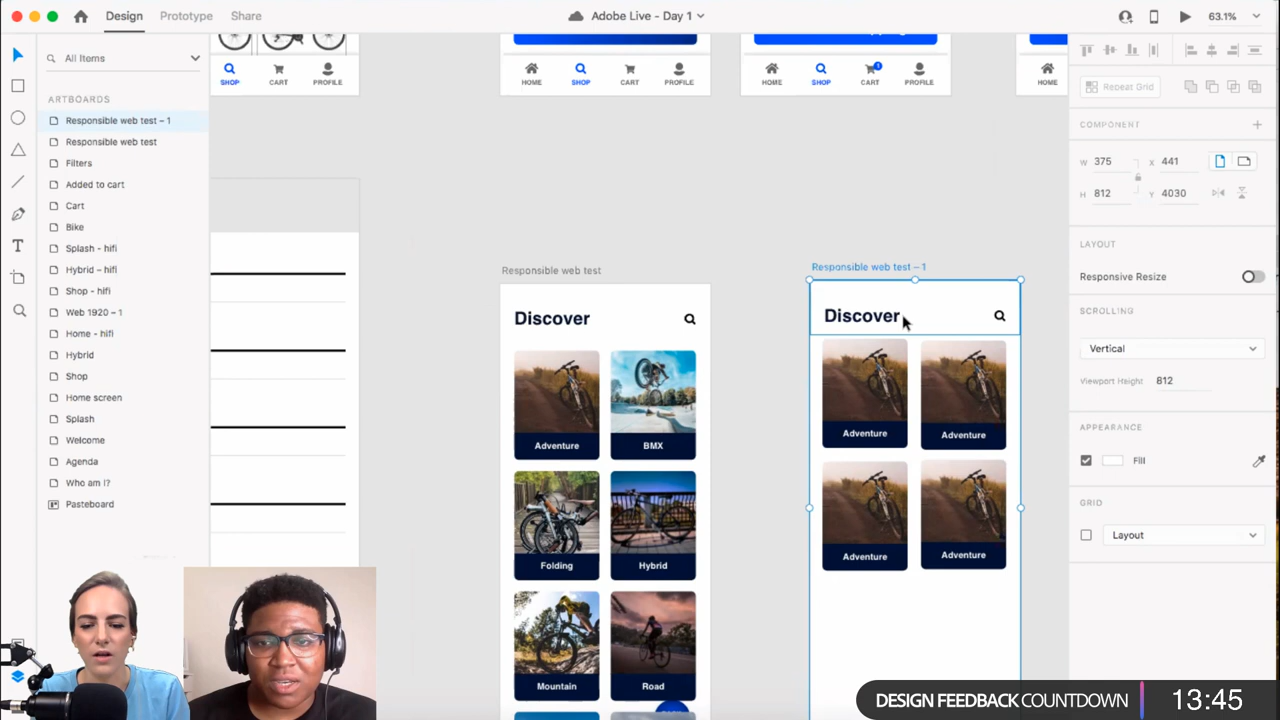 Design
Prototype
Share
Adobe Live - Day 1
63.1%
All Items
ARTBOARDS
Responsible web test – 1
Responsible web test
Filters
Added to cart
Cart
Bike
Splash - hifi
Hybrid – hifi
Shop - hifi
Web 1920 – 1
Home - hifi
Hybrid
Shop
Home screen
Splash
Welcome
Agenda
Who am I?
Pasteboard
SHOP CART PROFILE
HOME SHOP CART PROFILE
HOME SHOP CART 1 PROFILE
HOME
Responsible web test
Discover
Adventure BMX
Folding Hybrid
Mountain Road
Responsible web test – 1
Discover
Adventure Adventure
Adventure Adventure
Repeat Grid
COMPONENT
W 375 X 441
H 812 Y 4030
LAYOUT
Responsive Resize
SCROLLING
Vertical
Viewport Height 812
APPEARANCE
Fill
GRID
Layout
DESIGN FEEDBACK COUNTDOWN 13:45